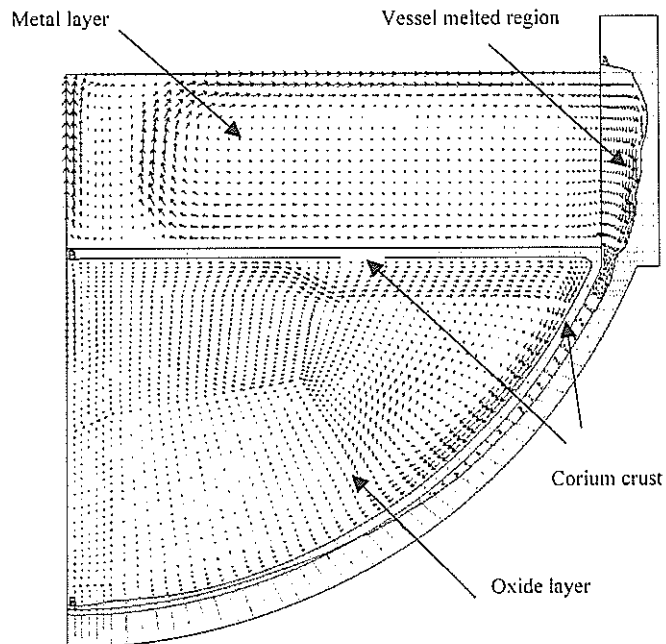 Metal layer
Vessel melted region
A
B
Corium crust
Oxide layer
B